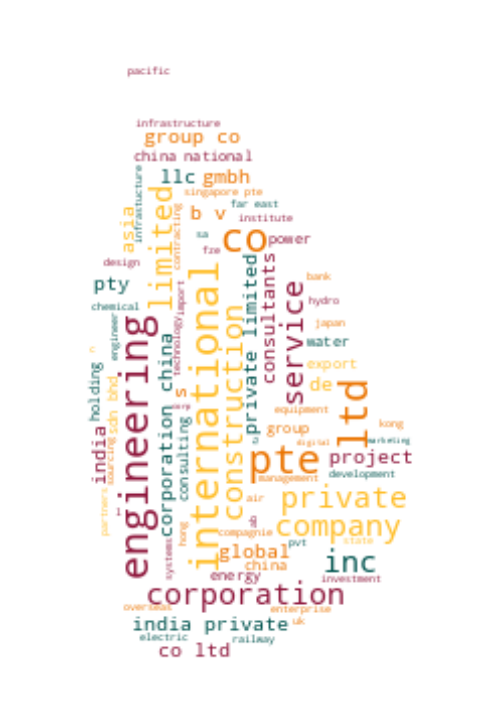 pacific
infrastructure
group co
china national
llc
gmbh
singapore pte
infrastucture
asia
limited
contracting
b v
far east
institute
sa
co
power
fze
design
pty
import
international
private limited
consultants
service
bank
hydro
chemical
engineer
engineering
corporation china
technology
construction
japan
water
export
de
ltd
holding
sdn bhd
s
corp
consulting
equipment
group
kong
digital
marketing
india
sourcing
pte
project
management
development
partners
l
hong
air
private
company
compagnie
systems
global
china
pvt
state
energy
inc
investment
corporation
overseas
enterprise
india private
uk
electric
railway
co ltd